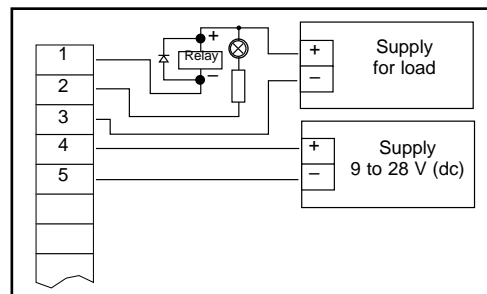 1
2
3
4
5
+
Relay
−
+
−
Supply
for load
+
−
Supply
9 to 28 V (dc)